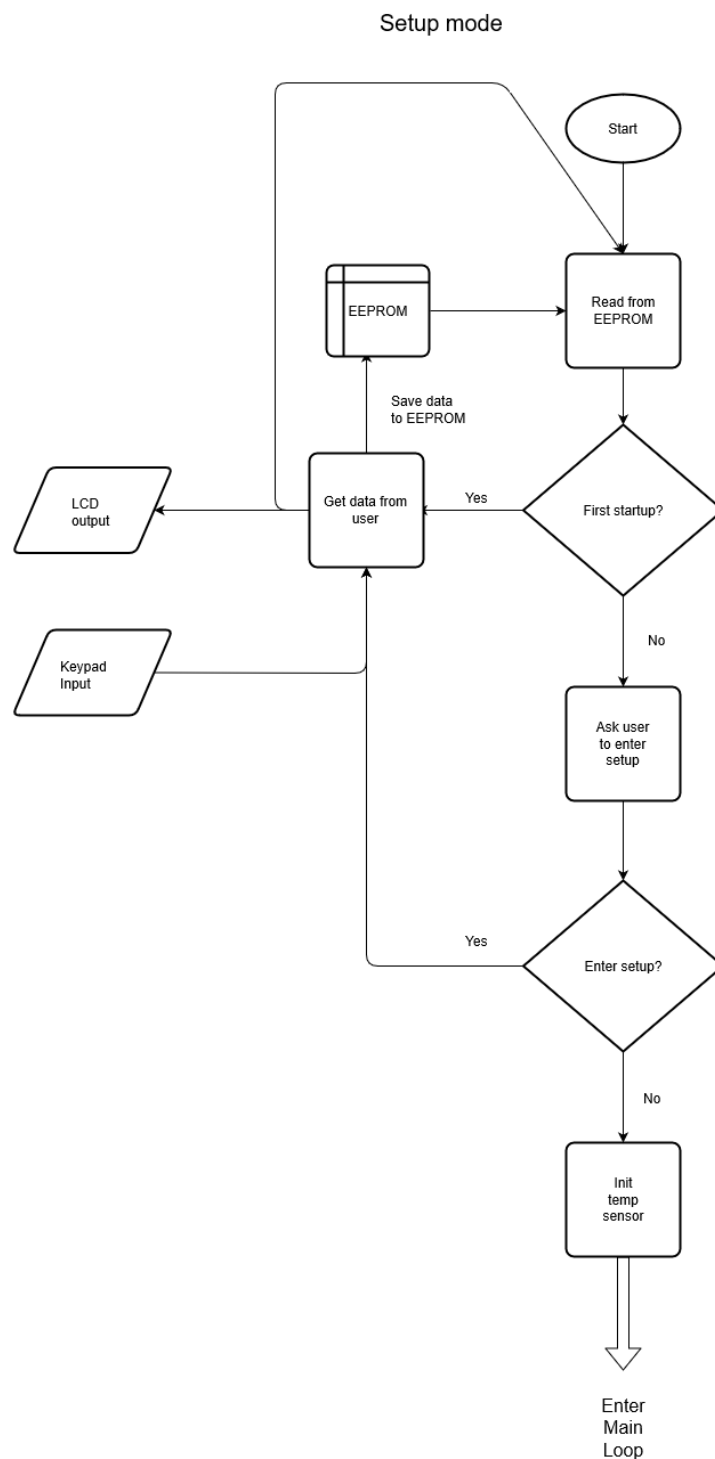 Setup mode
Start
Read from
EEPROM
EEPROM
Save data
to EEPROM
LCD
output
Get data from
user
Yes
First startup?
No
Keypad
Input
Ask user
to enter
setup
Yes
Enter setup?
No
Init
temp
sensor
Enter
Main
Loop